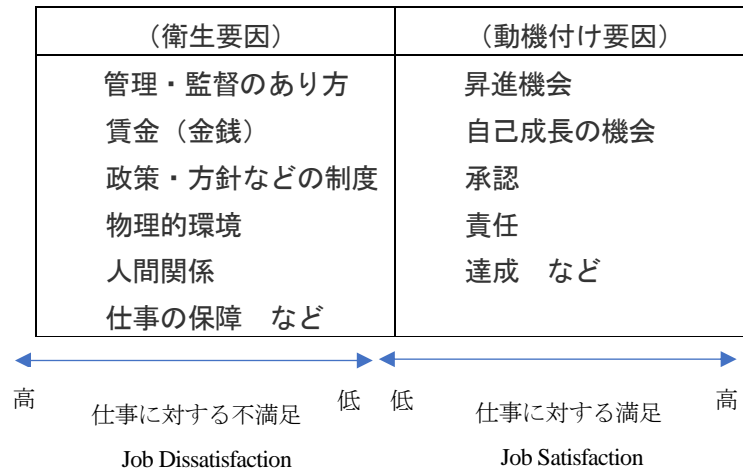 （衛生要因）
（動機付け要因）
管理・監督のあり方
賃金（金銭）
政策・方針などの制度
物理的環境
人間関係
仕事の保障　など
昇進機会
自己成長の機会
承認
責任
達成　など
高
仕事に対する不満足
低
低
仕事に対する満足
高
Job Dissatisfaction
Job Satisfaction